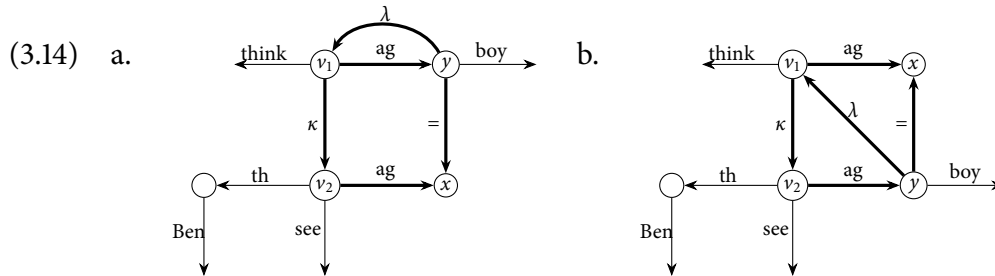 (3.14) a. b.
λ λ
think v₁ ag y boy think v₁ ag x
κ = κ =
th v₂ ag x th v₂ ag y boy
Ben see Ben see